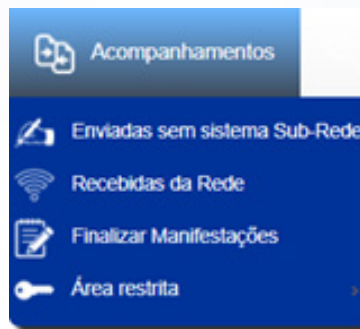 Acompanhamentos
Enviadas sem sistema Sub-Rede
Recebidas da Rede
Finalizar Manifestações
Área restrita